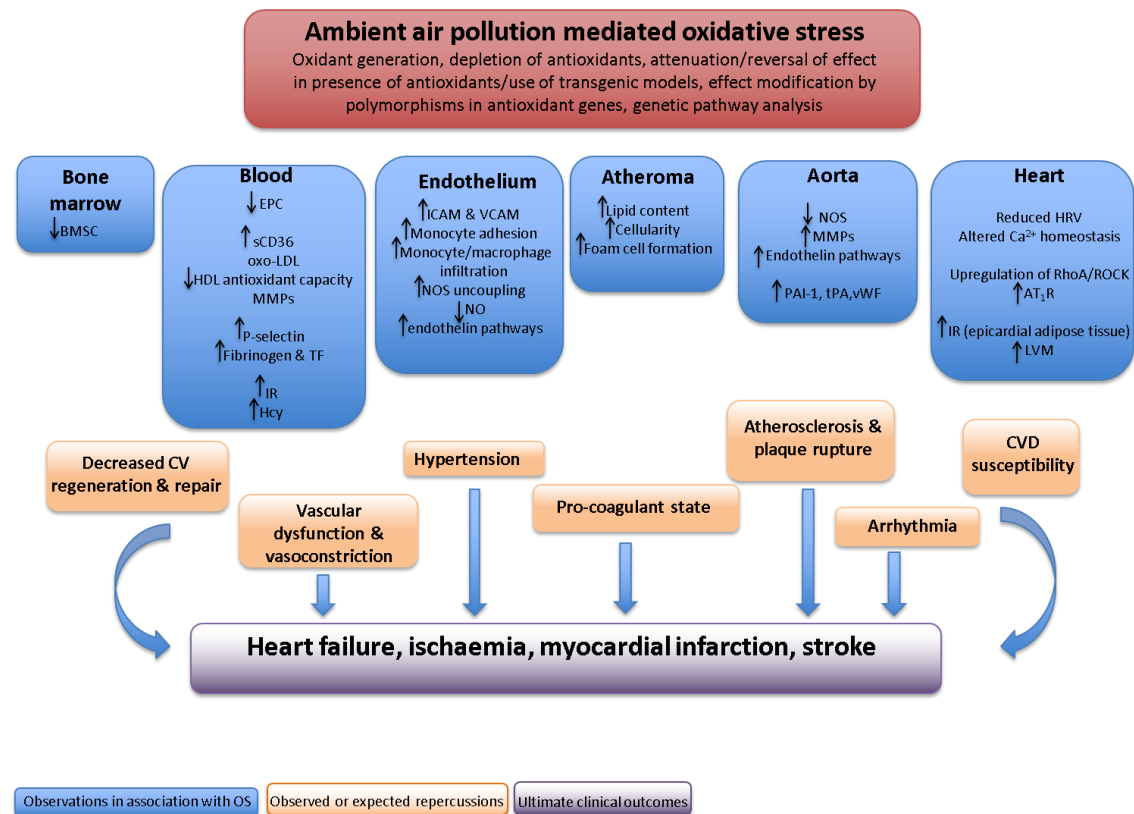 Ambient air pollution mediated oxidative stress
Oxidant generation, depletion of antioxidants, attenuation/reversal of effect
in presence of antioxidants/use of transgenic models, effect modification by
polymorphisms in antioxidant genes, genetic pathway analysis
Bone
marrow
↓BMSC
Blood
↓EPC
↑sCD36
oxo-LDL
↓HDL antioxidant capacity
MMPs
↑P-selectin
↑Fibrinogen & TF
↑IR
↑Hcy
Endothelium
↑ICAM & VCAM
↑Monocyte adhesion
↑Monocyte/macrophage
infiltration
↑NOS uncoupling
↓NO
↑endothelin pathways
Atheroma
↑Lipid content
↑Cellularity
↑Foam cell formation
Aorta
↓NOS
↑MMPs
↑Endothelin pathways
↑PAI-1, tPA,vWF
Heart
Reduced HRV
Altered Ca²⁺ homeostasis
Upregulation of RhoA/ROCK
↑AT₁R
↑IR (epicardial adipose tissue)
↑LVM
Decreased CV
regeneration & repair
Vascular
dysfunction &
vasoconstriction
Hypertension
Pro-coagulant state
Atherosclerosis &
plaque rupture
Arrhythmia
CVD
susceptibility
Heart failure, ischaemia, myocardial infarction, stroke
Observations in association with OS
Observed or expected repercussions
Ultimate clinical outcomes